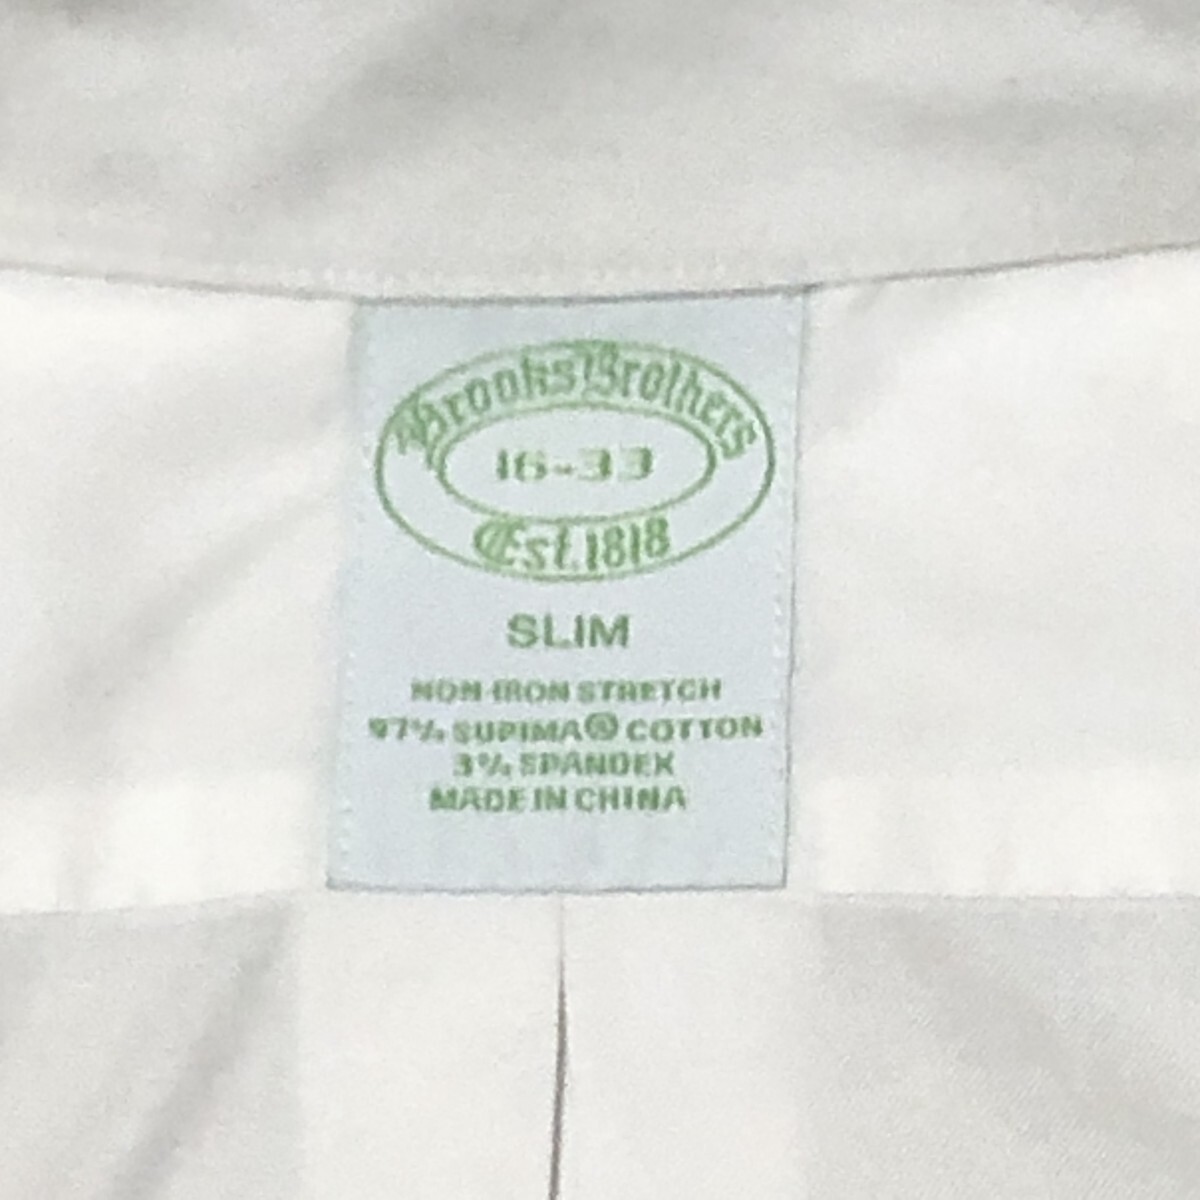 Brooks Brothers
16-33
Est. 1818
SLIM
NON-IRON STRETCH
97% SUPIMA® COTTON
3% SPANDEX
MADE IN CHINA